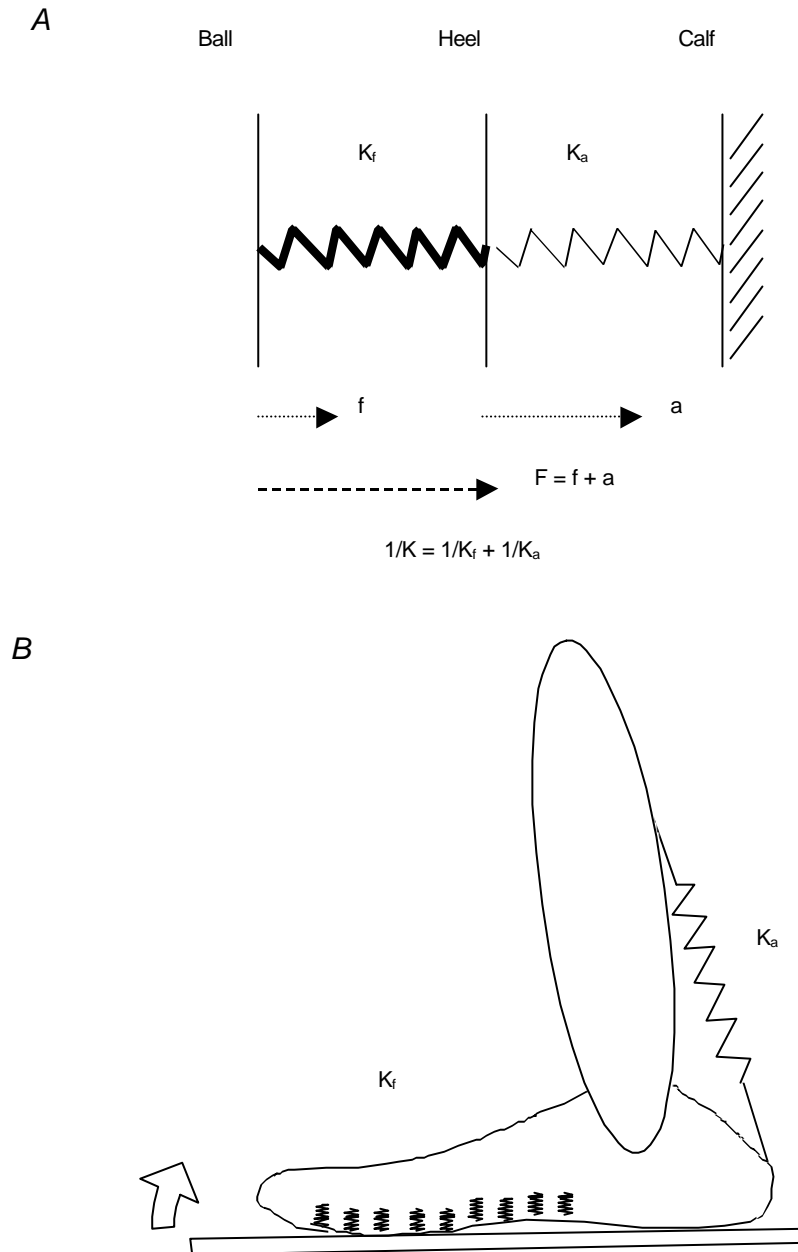 A
Ball Heel Calf
Kf Ka
f a
F = f + a
1/K = 1/Kf + 1/Ka
B
Ka
Kf